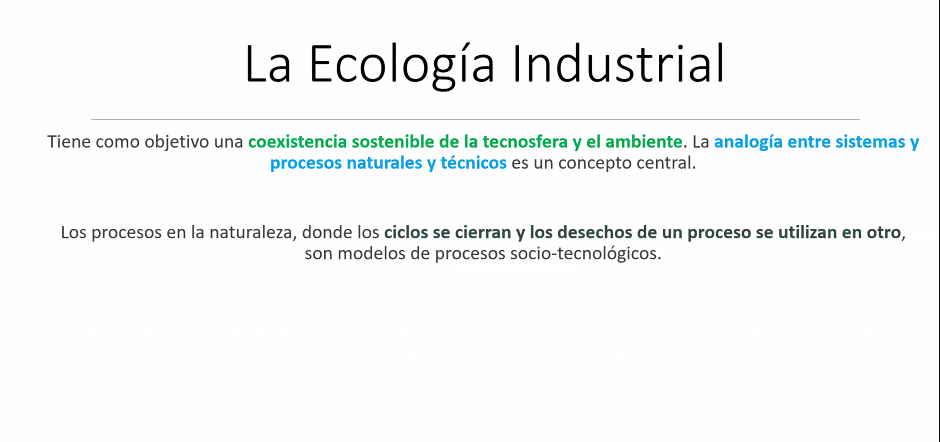 La Ecología Industrial
Tiene como objetivo una coexistencia sostenible de la tecnosfera y el ambiente. La analogía entre sistemas y
procesos naturales y técnicos es un concepto central.
Los procesos en la naturaleza, donde los ciclos se cierran y los desechos de un proceso se utilizan en otro,
son modelos de procesos socio-tecnológicos.